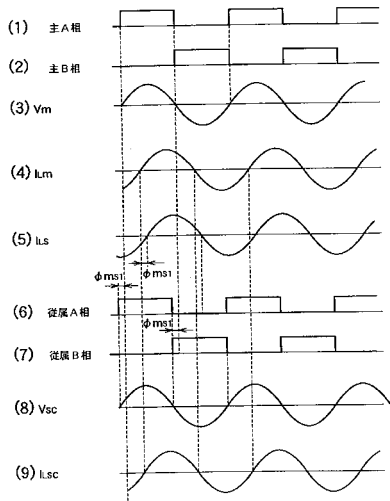 (1) 主A相
(2) 主B相
(3) Vm
(4) ILm
(5) ILs
φms1 φms1
(6) 従属A相
φms1
(7) 従属B相
(8) Vsc
(9) ILsc